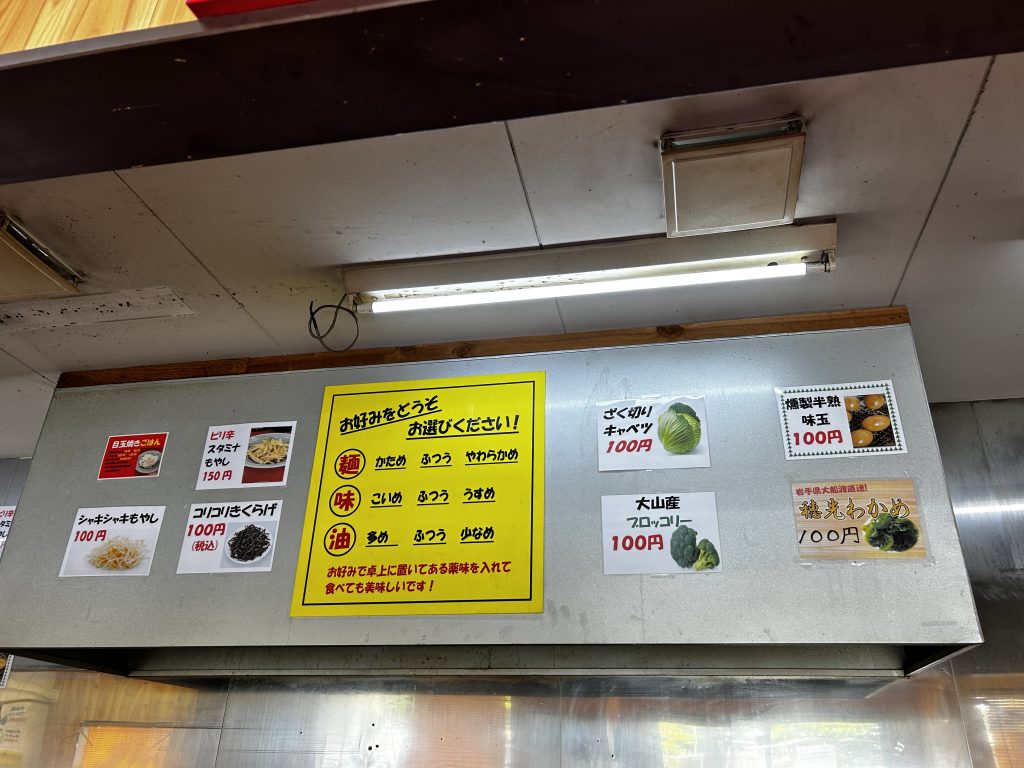 目玉焼きごはん
ピリ辛
スタミナ
もやし
150円
シャキシャキもやし
100円
コリコリきくらげ
100円
(税込)
お好みをどうぞ
お選びください!
麺 かため ふつう やわらかめ
味 こいめ ふつう うすめ
油 多め ふつう 少なめ
お好みで卓上に置いてある薬味を入れて
食べても美味しいです!
ざく切り
キャベツ
100円
大山産
ブロッコリー
100円
燻製半熟
味玉
100円
岩手県大船渡直送!
穂光わかめ
100円